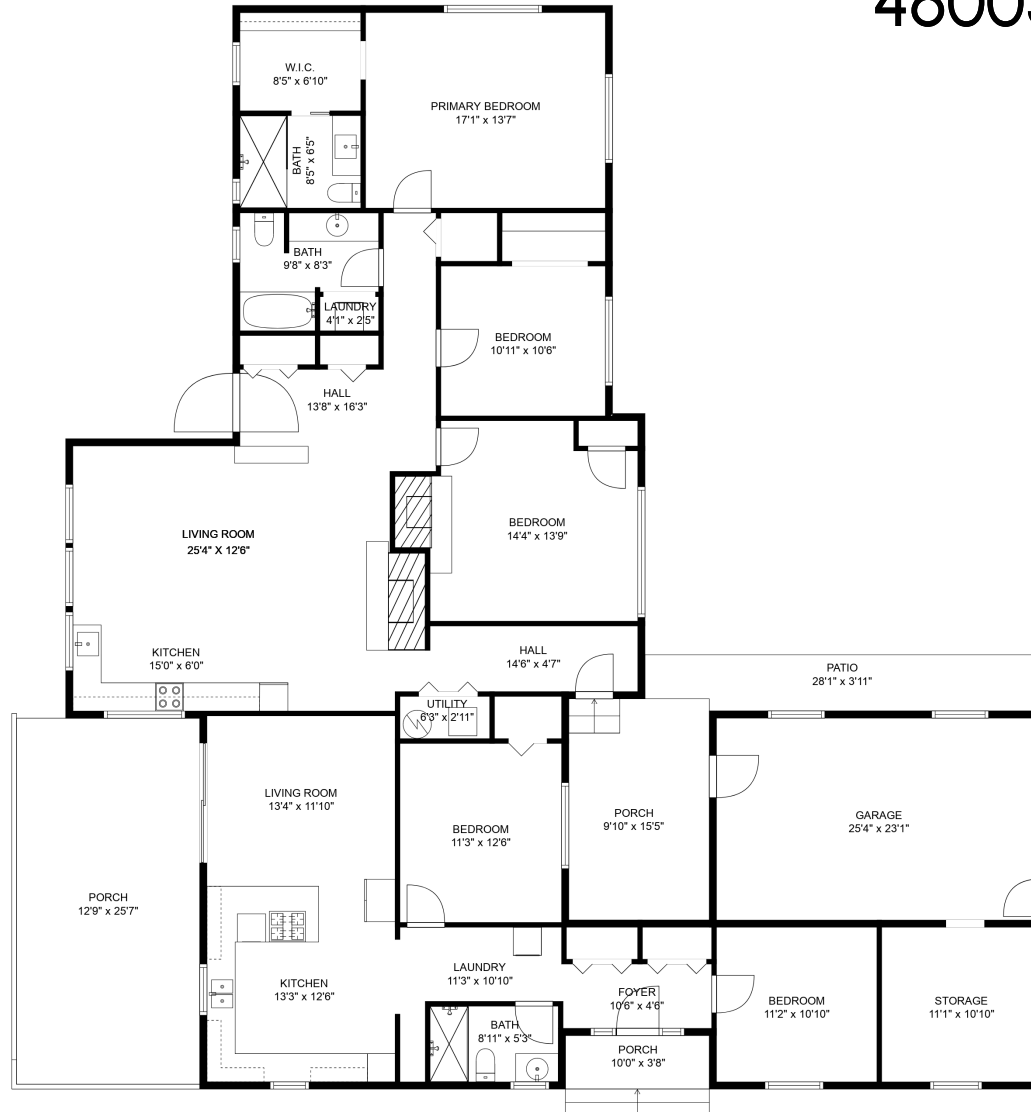 W.I.C.
8'5" x 6'10"
PRIMARY BEDROOM
17'1" x 13'7"
BATH
8'5" x 6'5"
BATH
9'8" x 8'3"
LAUNDRY
4'1" x 2'5"
BEDROOM
10'11" x 10'6"
HALL
13'8" x 16'3"
LIVING ROOM
25'4" X 12'6"
BEDROOM
14'4" x 13'9"
KITCHEN
15'0" x 6'0"
HALL
14'6" x 4'7"
PATIO
28'1" x 3'11"
UTILITY
6'3" x 2'11"
LIVING ROOM
13'4" x 11'10"
BEDROOM
11'3" x 12'6"
PORCH
9'10" x 15'5"
GARAGE
25'4" x 23'1"
PORCH
12'9" x 25'7"
KITCHEN
13'3" x 12'6"
LAUNDRY
11'3" x 10'10"
FOYER
10'6" x 4'6"
BEDROOM
11'2" x 10'10"
STORAGE
11'1" x 10'10"
BATH
8'11" x 5'3"
PORCH
10'0" x 3'8"